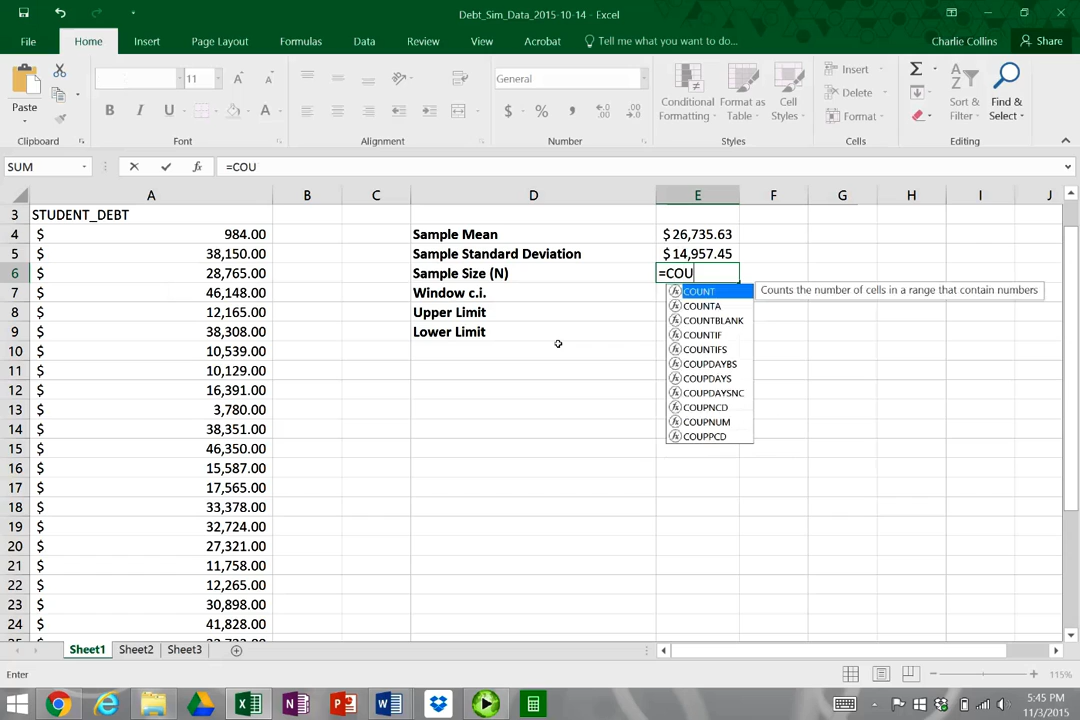 Debt_Sim_Data_2015-10-14 - Excel
File Home Insert Page Layout Formulas Data Review View Acrobat Tell me what you want to do... Charlie Collins Share
Paste
Clipboard
11
B I U
Font
Alignment
General
$ % ,
Number
Conditional Formatting
Format as Table
Cell Styles
Styles
Insert
Delete
Format
Cells
Sort & Filter
Find & Select
Editing
SUM fx =COU
A B C D E F G H I J
3 STUDENT_DEBT
4 $ 984.00 Sample Mean $ 26,735.63
5 $ 38,150.00 Sample Standard Deviation $ 14,957.45
6 $ 28,765.00 Sample Size (N) =COU
7 $ 46,148.00 Window c.i.
8 $ 12,165.00 Upper Limit
9 $ 38,308.00 Lower Limit
10 $ 10,539.00
11 $ 10,129.00
12 $ 16,391.00
13 $ 3,780.00
14 $ 38,351.00
15 $ 46,350.00
16 $ 15,587.00
17 $ 17,565.00
18 $ 33,378.00
19 $ 32,724.00
20 $ 27,321.00
21 $ 11,758.00
22 $ 12,265.00
23 $ 30,898.00
24 $ 41,828.00
COUNT Counts the number of cells in a range that contain numbers
COUNTA
COUNTBLANK
COUNTIF
COUNTIFS
COUPDAYBS
COUPDAYS
COUPDAYSNC
COUPNCD
COUPNUM
COUPPCD
Sheet1 Sheet2 Sheet3
Enter 115%
5:45 PM
11/3/2015